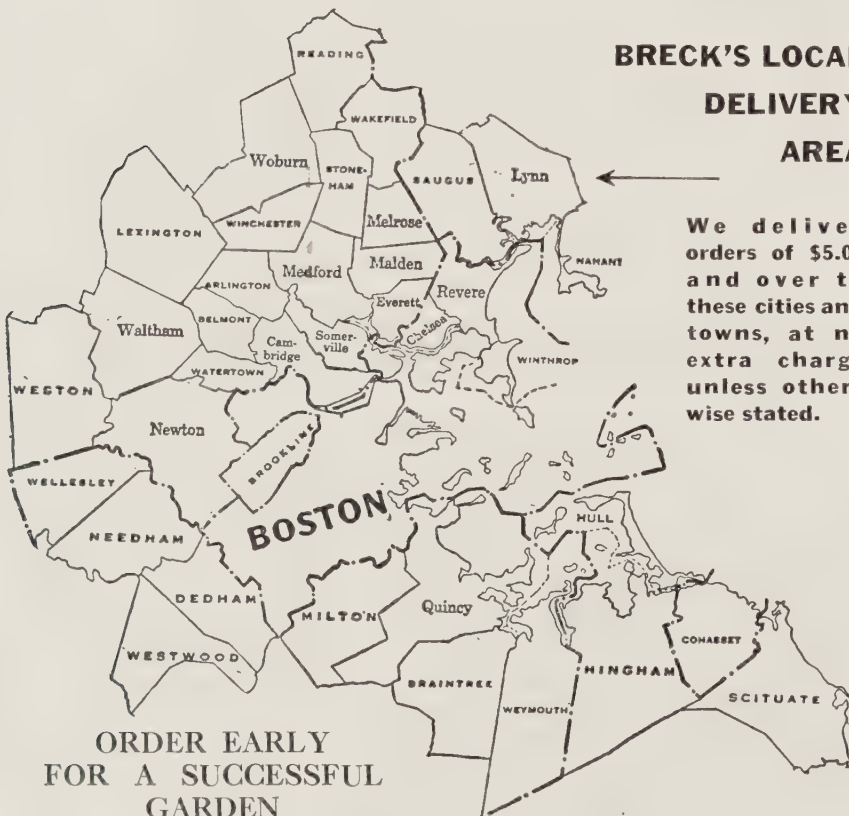 BRECK'S LOCAL
DELIVERY
AREA
We delive
orders of $5.0
and over t
these cities an
towns, at n
extra charg
unless other-
wise stated.
READING
WAKEFIELD
Woburn
STONE-
HAM
SAUGUS
Lynn
LEXINGTON
WINCHESTER
Melrose
NAHANT
Medford
Malden
ARLINGTON
Everett
Revere
Waltham
BELMONT
Cam-
bridge
Somer-
ville
Chelsea
WINTHROP
WATERTOWN
WESTON
Newton
BROOKLINE
WELLESLEY
NEEDHAM
BOSTON
HULL
DEDHAM
MILTON
Quincy
WESTWOOD
BRAINTREE
WEYMOUTH
HINGHAM
COHASSET
SCITUATE
ORDER EARLY
FOR A SUCCESSFUL
GARDEN